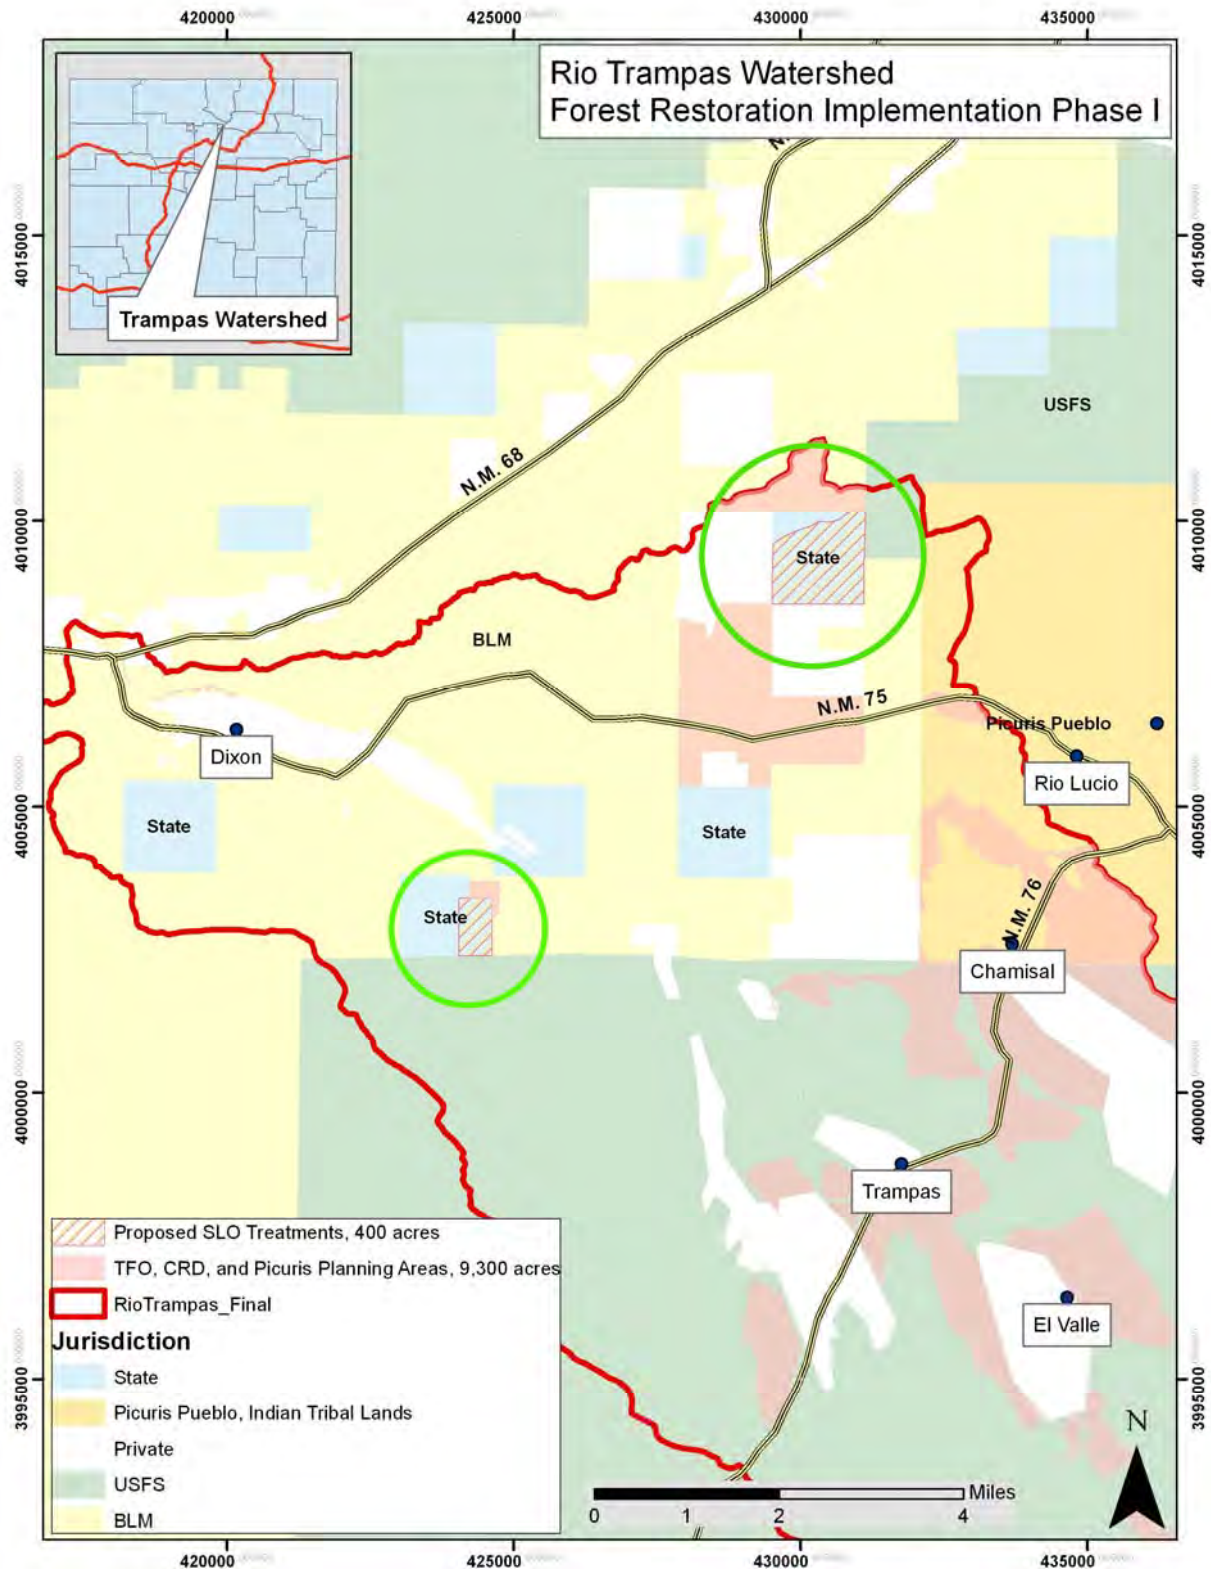 420000 425000 430000 435000
Rio Trampas Watershed
Forest Restoration Implementation Phase I
Trampas Watershed
4015000
4015000
USFS
N.M. 68
4010000
4010000
State
BLM
N.M. 75
Picuris Pueblo
Dixon
Rio Lucio
4005000
State
State
4005000
State
N.M. 76
Chamisal
4000000
4000000
Trampas
El Valle
Proposed SLO Treatments, 400 acres
TFO, CRD, and Picuris Planning Areas, 9,300 acres
RioTrampas_Final
Jurisdiction
State
Picuris Pueblo, Indian Tribal Lands
Private
USFS
BLM
3995000
3995000
N
Miles
0 1 2 4
420000 425000 430000 435000